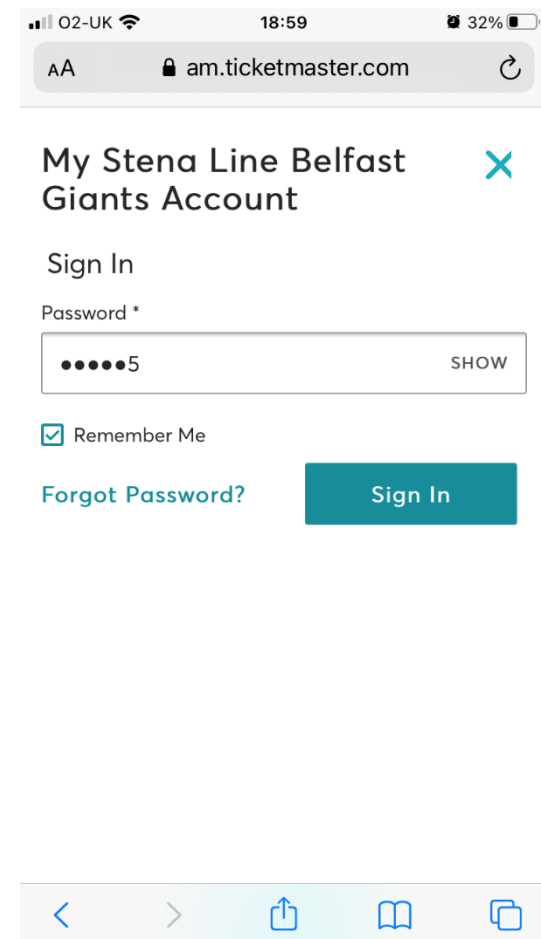 O2-UK 18:59 32%
AA am.ticketmaster.com
My Stena Line Belfast
Giants Account
Sign In
Password *
●●●●●5 SHOW
Remember Me
Forgot Password? Sign In